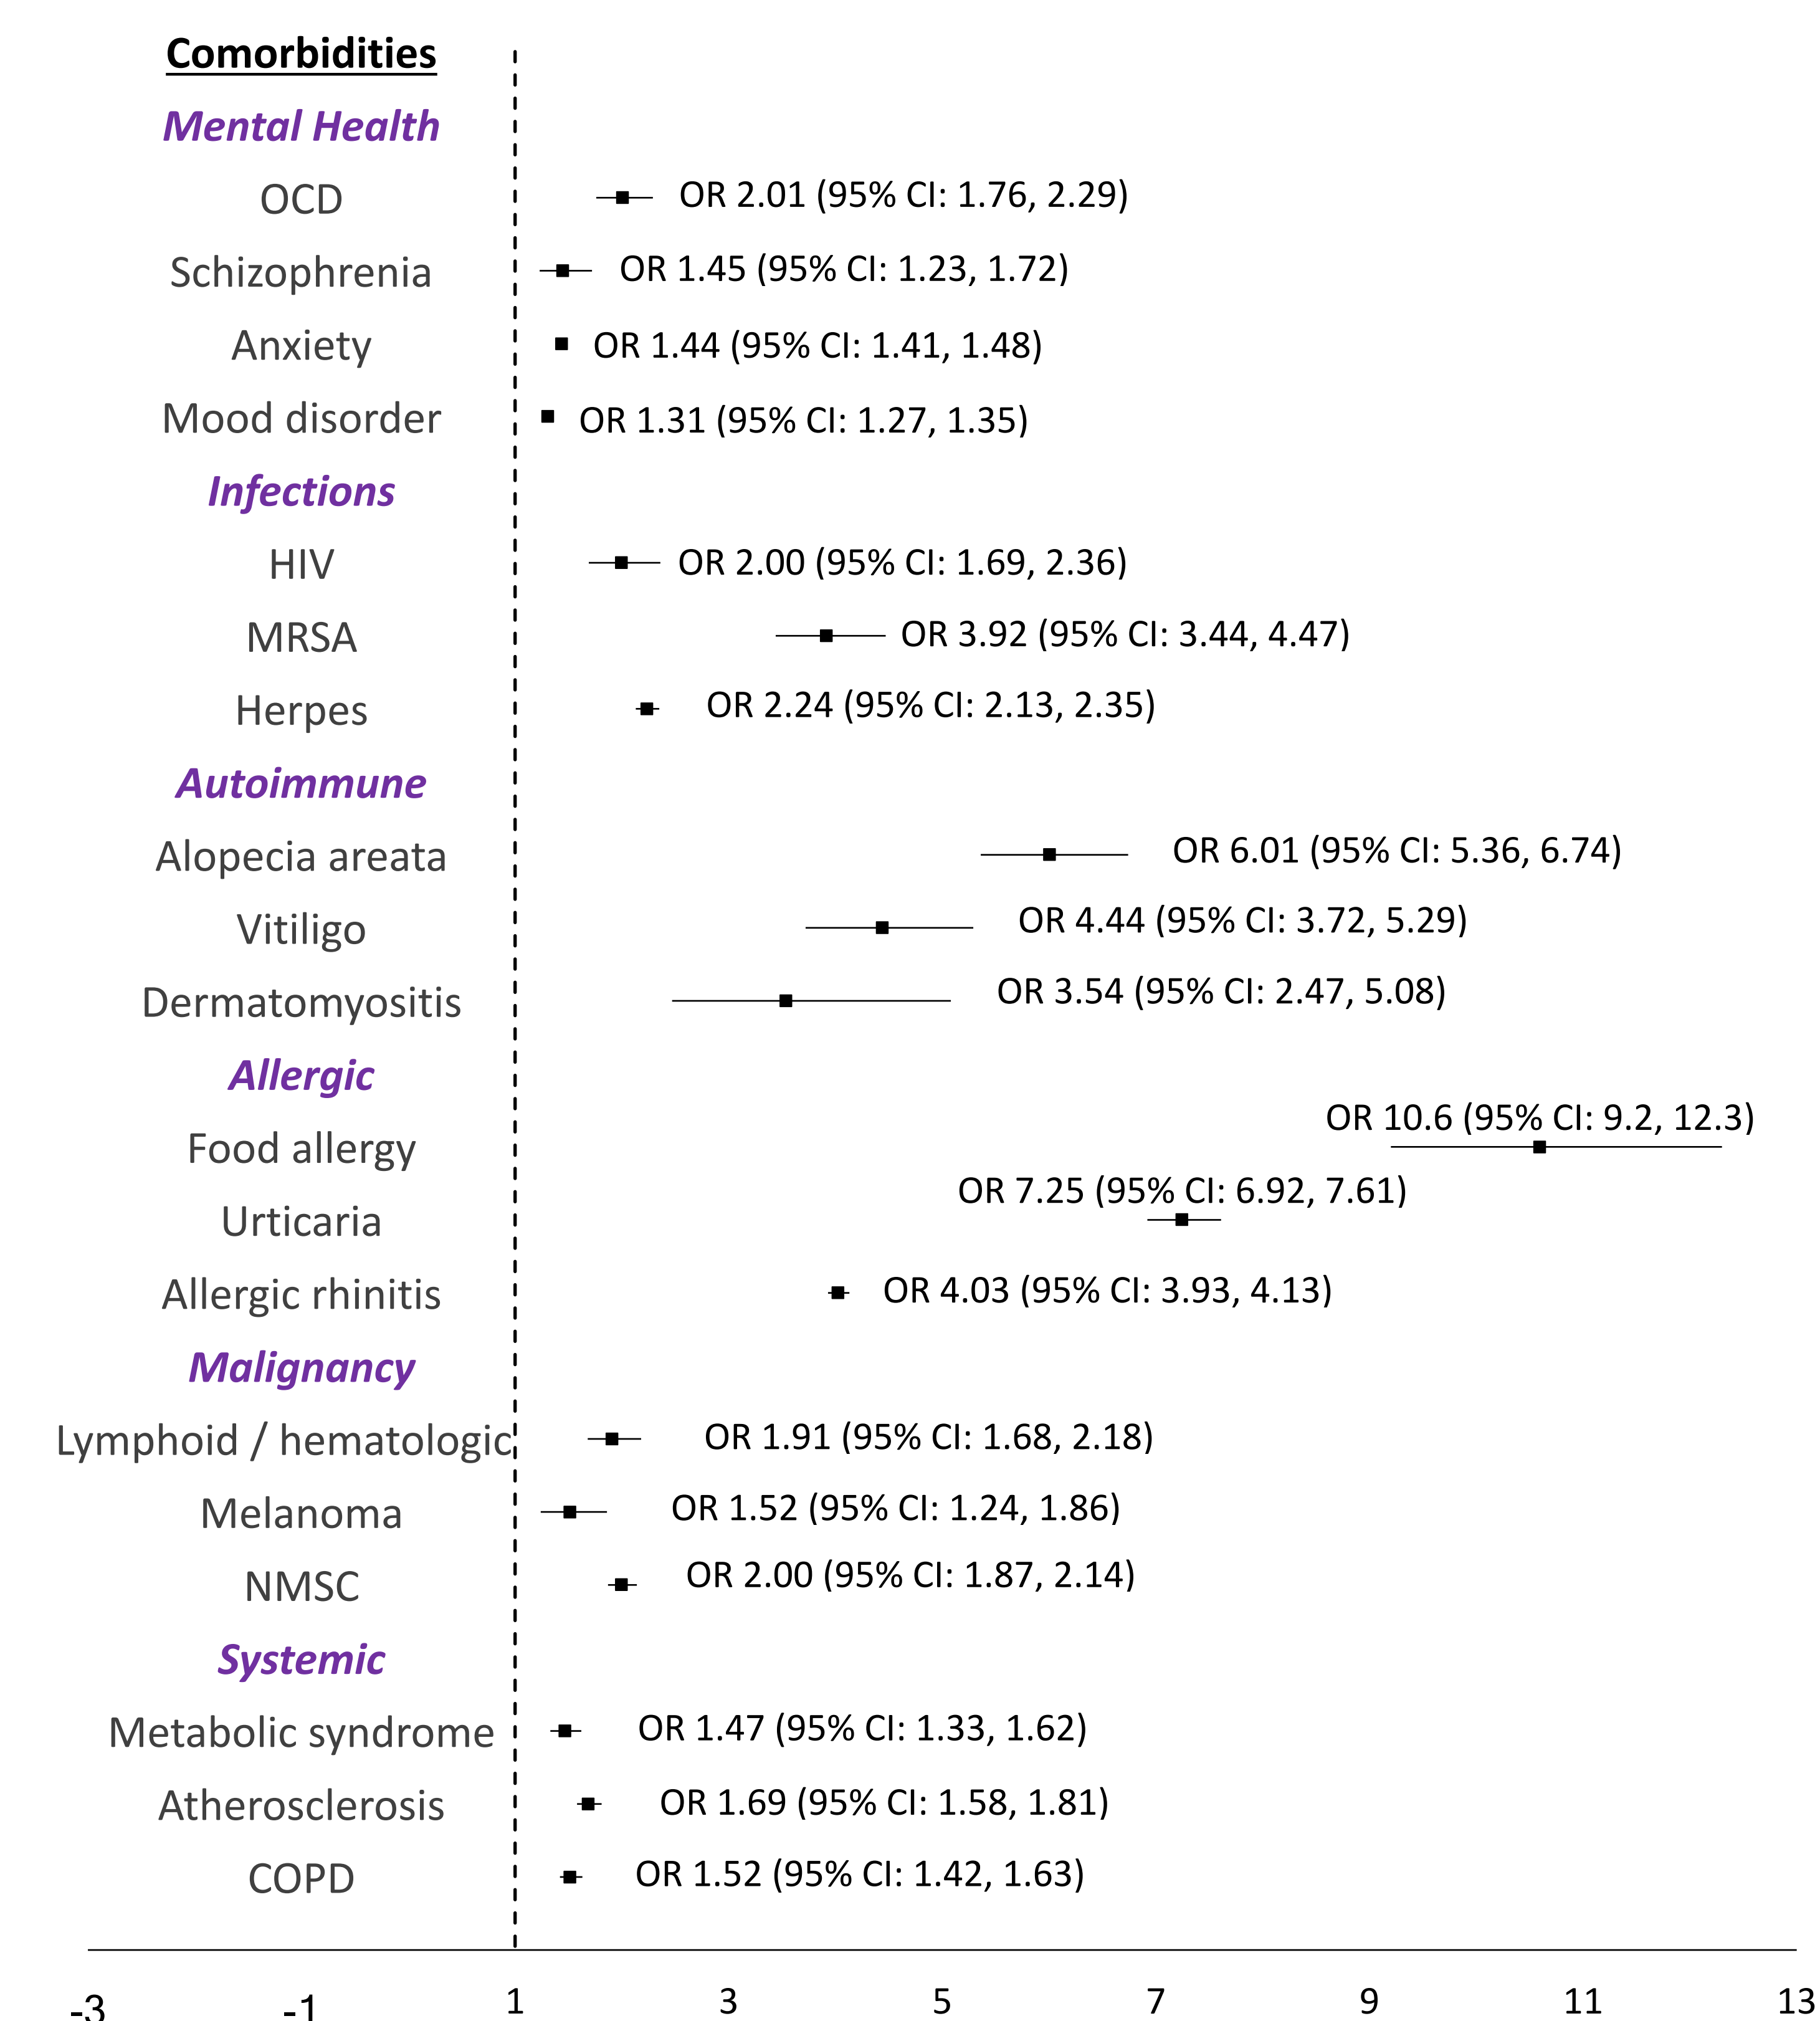 Comorbidities
Mental Health
OCD OR 2.01 (95% CI: 1.76, 2.29)
Schizophrenia OR 1.45 (95% CI: 1.23, 1.72)
Anxiety OR 1.44 (95% CI: 1.41, 1.48)
Mood disorder OR 1.31 (95% CI: 1.27, 1.35)
Infections
HIV OR 2.00 (95% CI: 1.69, 2.36)
MRSA OR 3.92 (95% CI: 3.44, 4.47)
Herpes OR 2.24 (95% CI: 2.13, 2.35)
Autoimmune
Alopecia areata OR 6.01 (95% CI: 5.36, 6.74)
Vitiligo OR 4.44 (95% CI: 3.72, 5.29)
Dermatomyositis OR 3.54 (95% CI: 2.47, 5.08)
Allergic
Food allergy OR 10.6 (95% CI: 9.2, 12.3)
Urticaria OR 7.25 (95% CI: 6.92, 7.61)
Allergic rhinitis OR 4.03 (95% CI: 3.93, 4.13)
Malignancy
Lymphoid / hematologic OR 1.91 (95% CI: 1.68, 2.18)
Melanoma OR 1.52 (95% CI: 1.24, 1.86)
NMSC OR 2.00 (95% CI: 1.87, 2.14)
Systemic
Metabolic syndrome OR 1.47 (95% CI: 1.33, 1.62)
Atherosclerosis OR 1.69 (95% CI: 1.58, 1.81)
COPD OR 1.52 (95% CI: 1.42, 1.63)
-3 -1 1 3 5 7 9 11 13